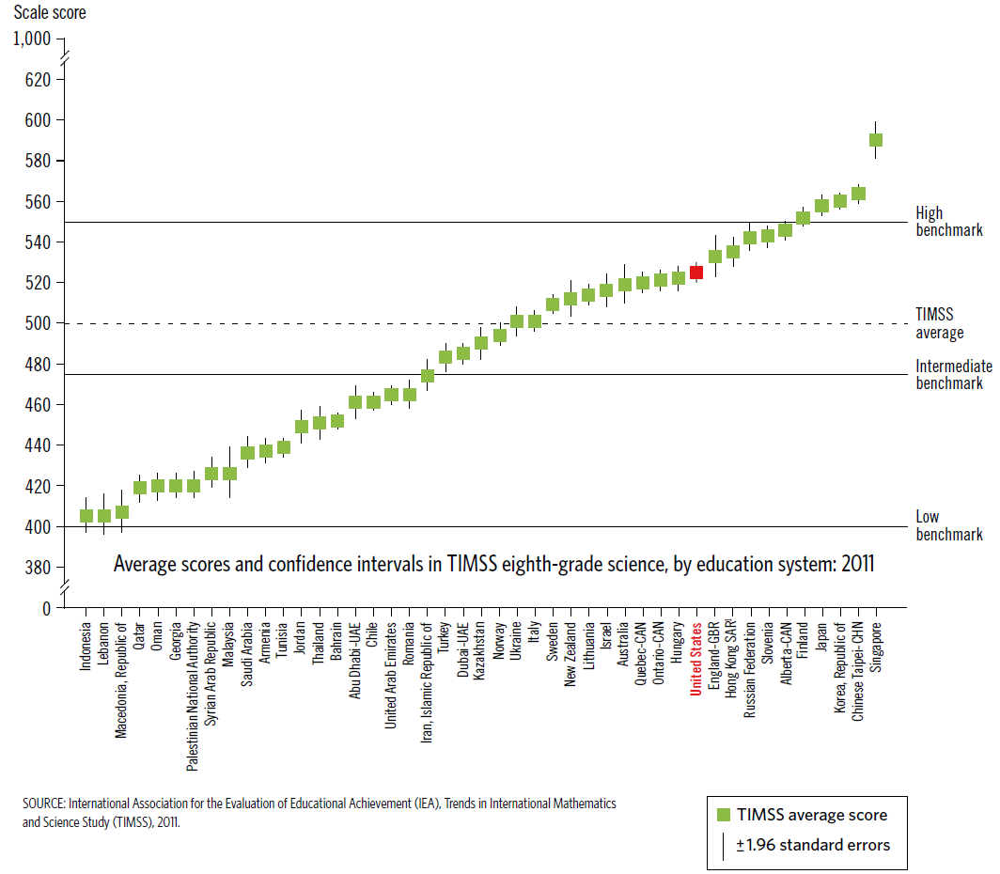 Scale score
1,000
620
600
580
560
540
520
500
480
460
440
420
400
380
0
High
benchmark
TIMSS
average
Intermediate
benchmark
Low
benchmark
Average scores and confidence intervals in TIMSS eighth-grade science, by education system: 2011
Indonesia
Lebanon
Macedonia, Republic of
Qatar
Oman
Georgia
Palestinian National Authority
Syrian Arab Republic
Malaysia
Saudi Arabia
Armenia
Tunisia
Jordan
Thailand
Bahrain
Abu Dhabi-UAE
Chile
United Arab Emirates
Romania
Iran, Islamic Republic of
Turkey
Dubai-UAE
Kazakhstan
Norway
Ukraine
Italy
Sweden
New Zealand
Lithuania
Israel
Australia
Quebec-CAN
Ontario-CAN
Hungary
United States
England-GBR
Hong Kong SAR¹
Russian Federation
Slovenia
Alberta-CAN
Finland
Japan
Korea, Republic of
Chinese Taipei-CHN
Singapore
SOURCE: International Association for the Evaluation of Educational Achievement (IEA), Trends in International Mathematics
and Science Study (TIMSS), 2011.
TIMSS average score
±1.96 standard errors